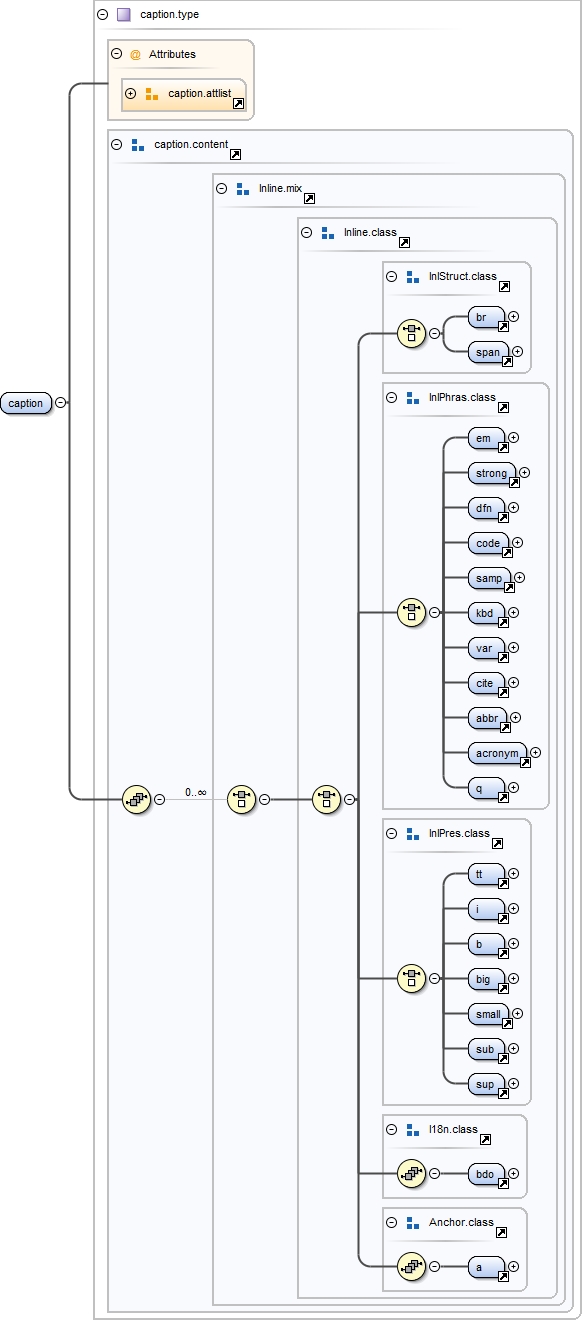 caption.type
@ Attributes
caption.attlist
caption.content
Inline.mix
Inline.class
InlStruct.class
br
span
InlPhras.class
caption
em
strong
dfn
code
samp
kbd
var
cite
abbr
acronym
q
0..∞
InlPres.class
tt
i
b
big
small
sub
sup
I18n.class
bdo
Anchor.class
a